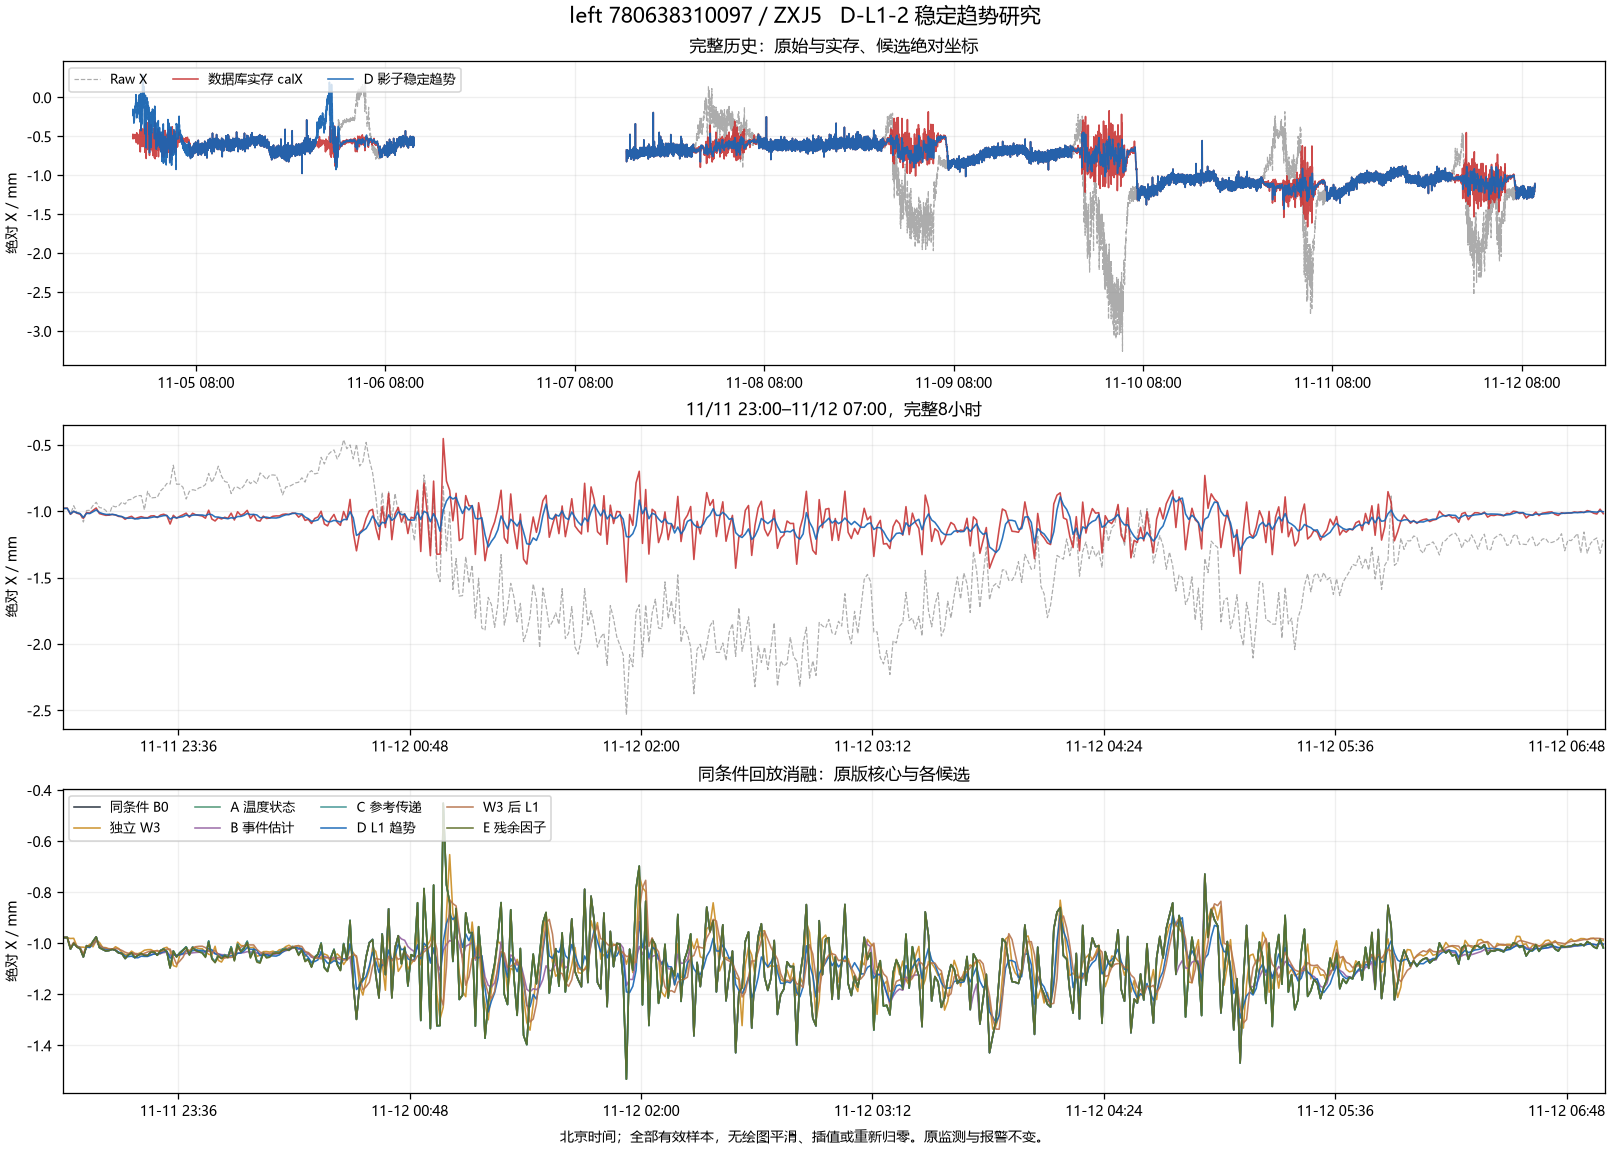 left 780638310097 / ZXJ5 D-L1-2 稳定趋势研究
完整历史：原始与实存、候选绝对坐标
Raw X 数据库实存 calX D 影子稳定趋势
绝对 X / mm
0.0
-0.5
-1.0
-1.5
-2.0
-2.5
-3.0
11-05 08:00 11-06 08:00 11-07 08:00 11-08 08:00 11-09 08:00 11-10 08:00 11-11 08:00 11-12 08:00
11/11 23:00–11/12 07:00，完整8小时
绝对 X / mm
-0.5
-1.0
-1.5
-2.0
-2.5
11-11 23:36 11-12 00:48 11-12 02:00 11-12 03:12 11-12 04:24 11-12 05:36 11-12 06:48
同条件回放消融：原版核心与各候选
同条件 B0 A 温度状态 C 参考传递 W3 后 L1
独立 W3 B 事件估计 D L1 趋势 E 残余因子
绝对 X / mm
-0.4
-0.6
-0.8
-1.0
-1.2
-1.4
11-11 23:36 11-12 00:48 11-12 02:00 11-12 03:12 11-12 04:24 11-12 05:36 11-12 06:48
北京时间；全部有效样本，无绘图平滑、插值或重新归零。原监测与报警不变。